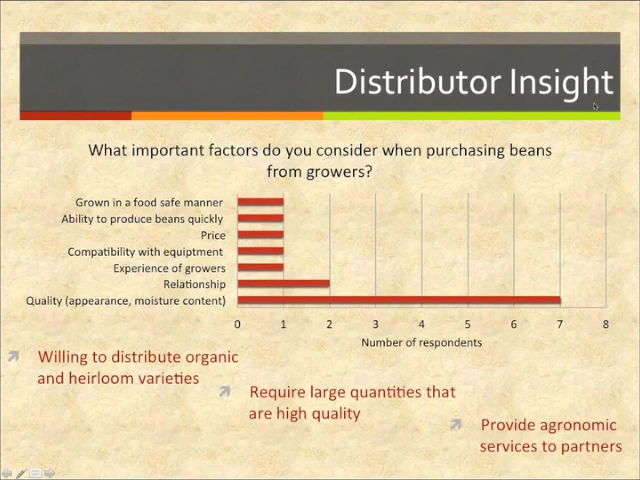 Distributor Insight
What important factors do you consider when purchasing beans
from growers?
Grown in a food safe manner
Ability to produce beans quickly
Price
Compatibility with equiptment
Experience of growers
Relationship
Quality (appearance, moisture content)
0 1 2 3 4 5 6 7 8
Number of respondents
Willing to distribute organic
and heirloom varieties
Require large quantities that
are high quality
Provide agronomic
services to partners